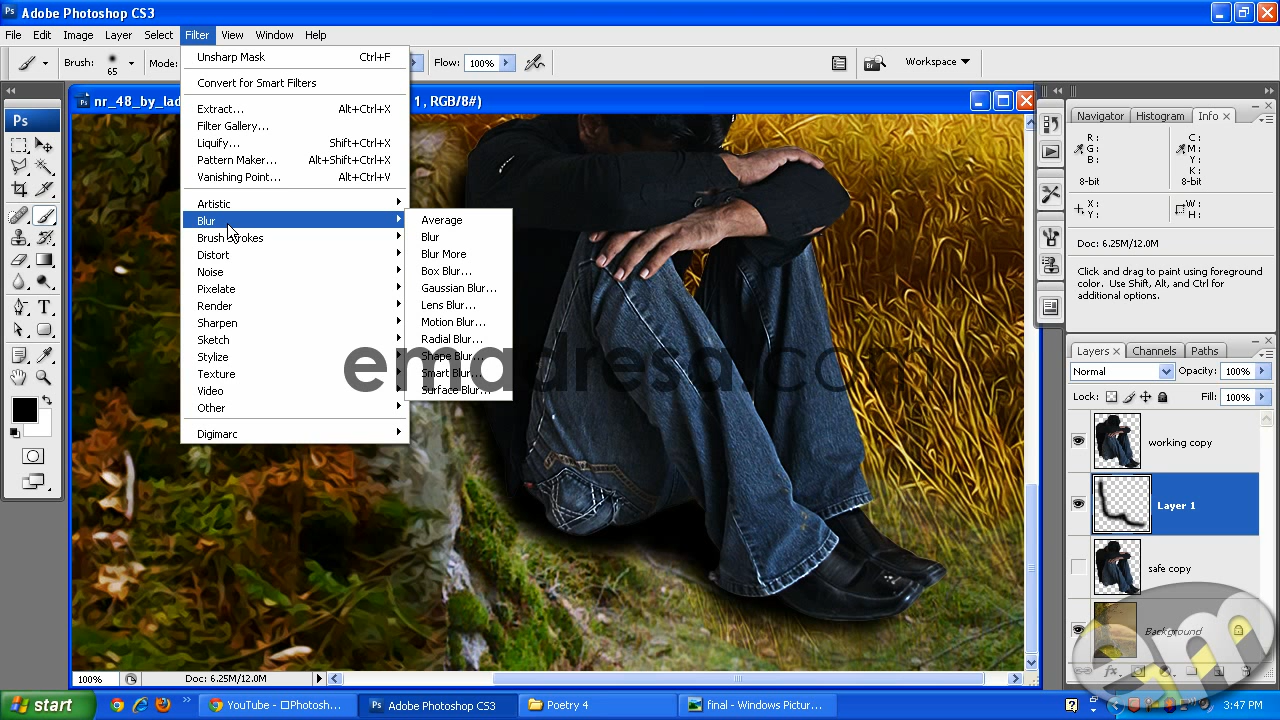 Adobe Photoshop CS3
File Edit Image Layer Select Filter View Window Help
Brush: 65 Mode: Flow: 100% Workspace
nr_48_by_lad 1, RGB/8#)
Ps
Unsharp Mask Ctrl+F
Convert for Smart Filters
Extract... Alt+Ctrl+X
Filter Gallery...
Liquify... Shift+Ctrl+X
Pattern Maker... Alt+Shift+Ctrl+X
Vanishing Point... Alt+Ctrl+V
Artistic
Blur
Brush Strokes
Distort
Noise
Pixelate
Render
Sharpen
Sketch
Stylize
Texture
Video
Other
Digimarc
Average
Blur
Blur More
Box Blur...
Gaussian Blur...
Lens Blur...
Motion Blur...
Radial Blur...
Shape Blur...
Smart Blur...
Surface Blur...
emadresa.com
Navigator Histogram Info
R: C:
G: M:
B: Y:
K:
8-bit 8-bit
X: W:
Y: H:
Doc: 6.25M/12.0M
Click and drag to paint using foreground
color. Use Shift, Alt, and Ctrl for
additional options.
Layers Channels Paths
Normal Opacity: 100%
Lock: Fill: 100%
working copy
Layer 1
safe copy
Background
em
100% Doc: 6.25M/12.0M
start YouTube - Photosh... Adobe Photoshop CS3 Poetry 4 final - Windows Pictur... 3:47 PM